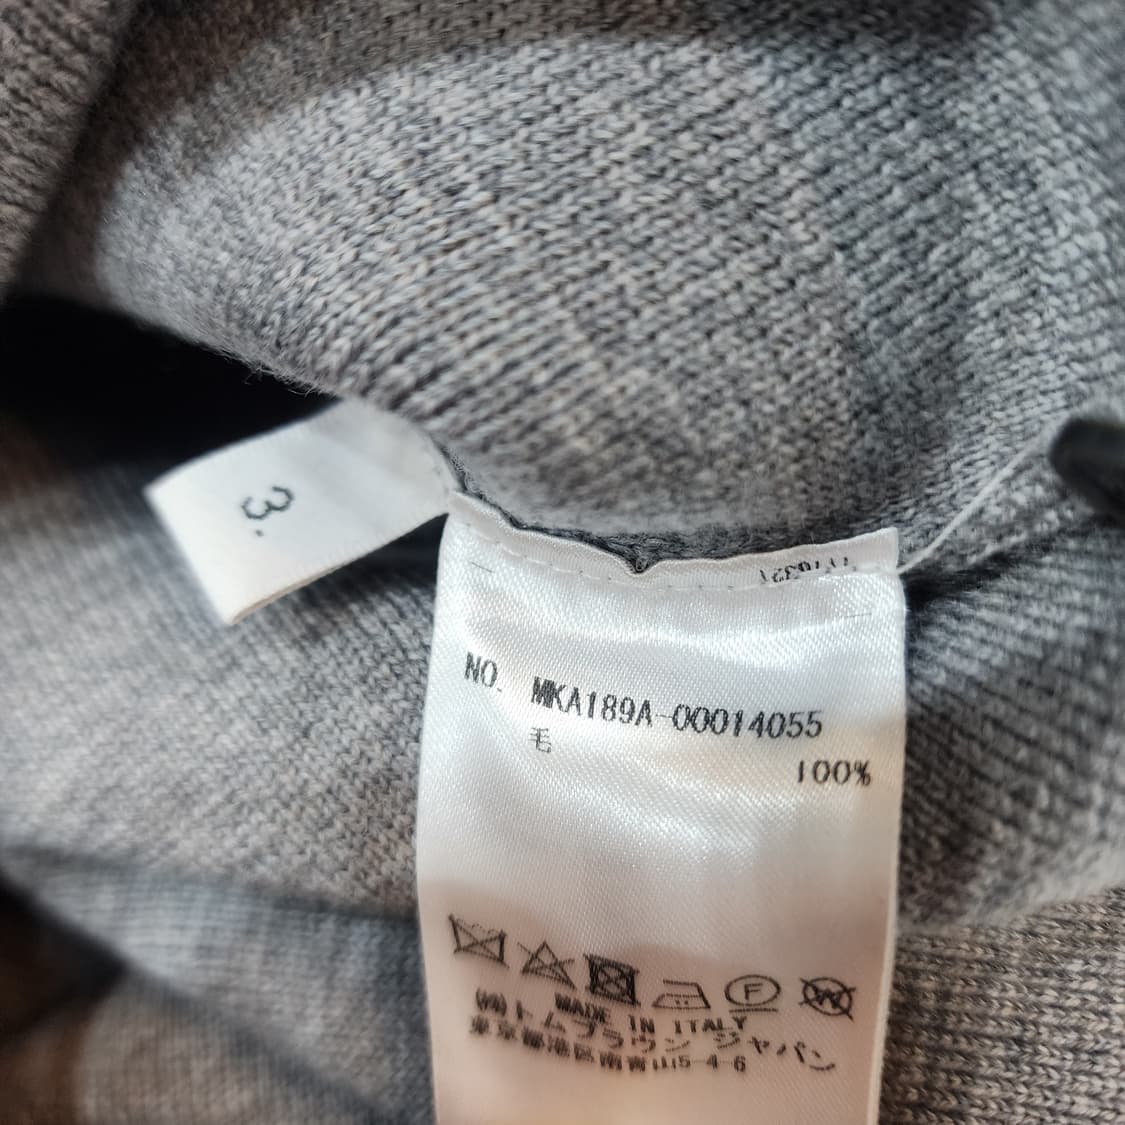 3.
NO. MKA189A-00014055
毛
100%
F
W
MADE IN ITALY
㈱トムブラウン ジャパン
東京都港区南青山5-4-6